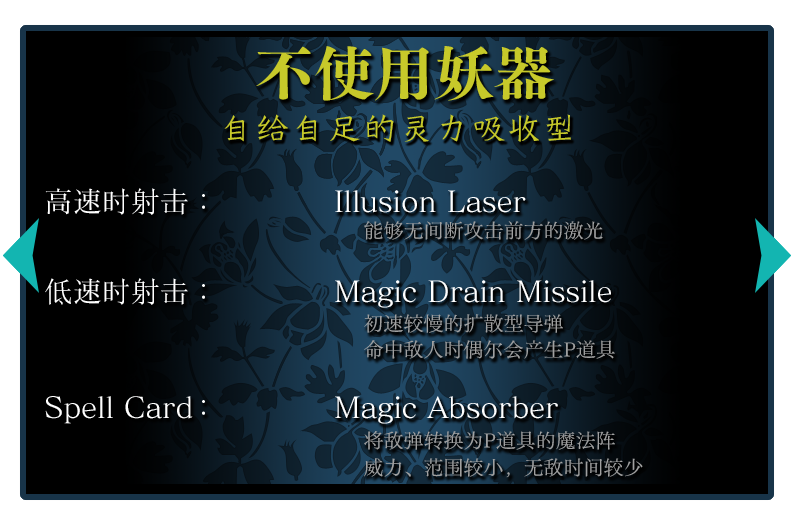 不使用妖器
自给自足的灵力吸收型
高速时射击：
Illusion Laser
能够无间断攻击前方的激光
低速时射击：
Magic Drain Missile
初速较慢的扩散型导弹
命中敌人时偶尔会产生P道具
Spell Card：
Magic Absorber
将敌弹转换为P道具的魔法阵
威力、范围较小，无敌时间较少